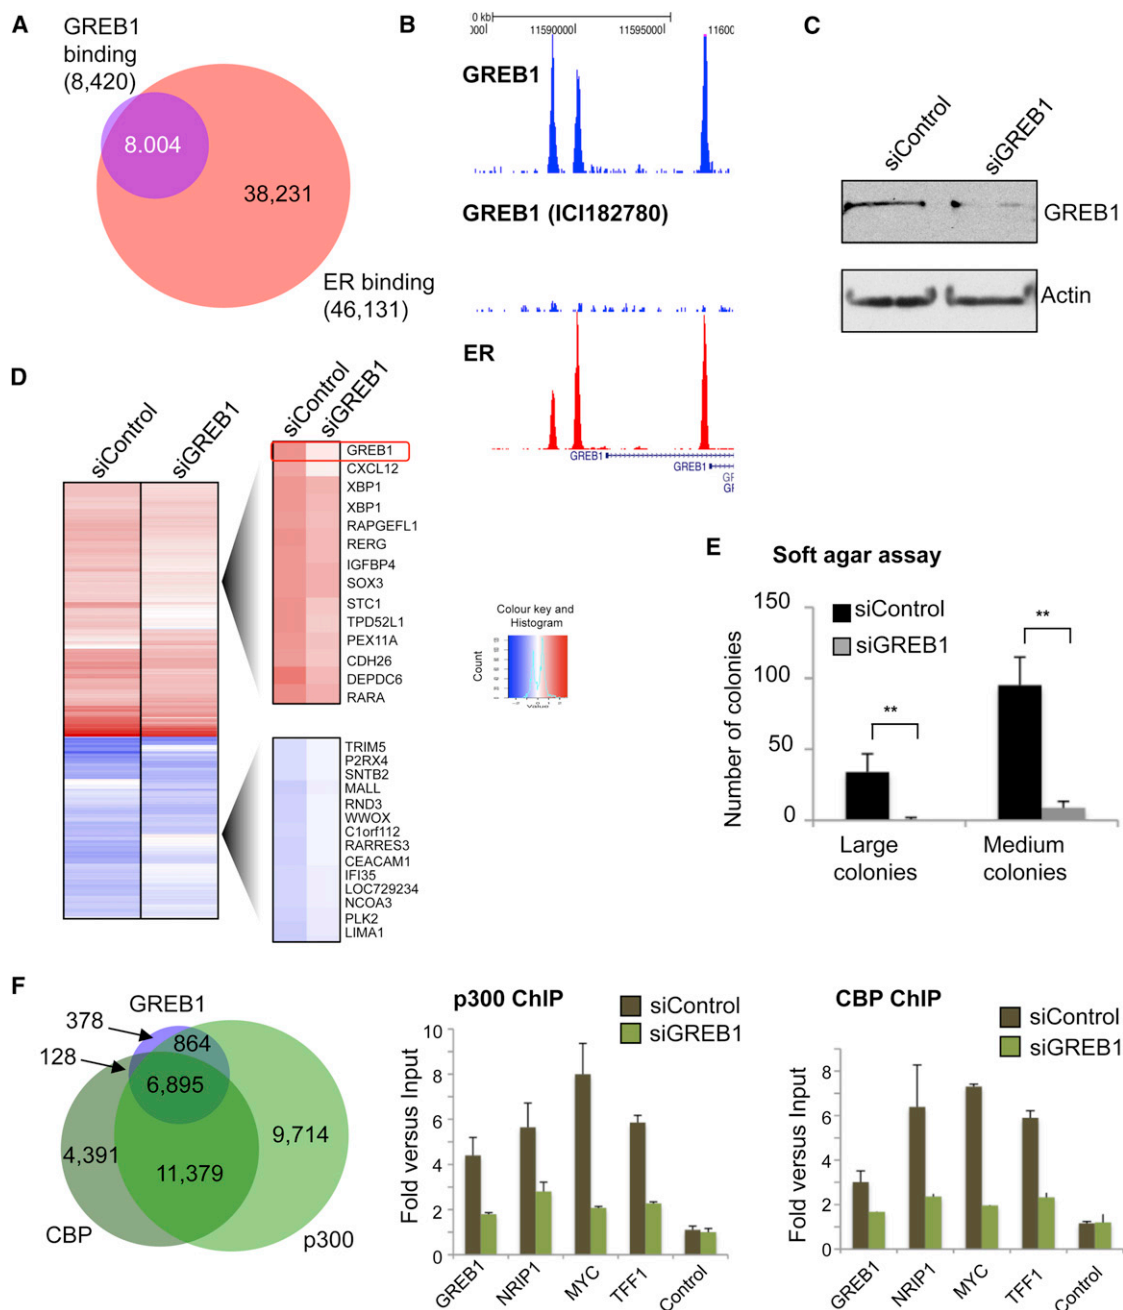 A
GREB1
binding
(8,420)
8.004
38,231
ER binding
(46,131)
B
0 kb
11590000
11595000
GREB1
GREB1 (ICI182780)
ER
GREB1
GREB1
C
siControl
siGREB1
GREB1
Actin
D
siControl
siGREB1
siControl
siGREB1
GREB1
CXCL12
XBP1
XBP1
RAPGEFL1
RERG
IGFBP4
SOX3
STC1
TPD52L1
PEX11A
CDH26
DEPDC6
RARA
TRIM5
P2RX4
SNTB2
MALL
RND3
WWOX
C1orf112
RARRES3
CEACAM1
IFI35
LOC729234
NCOA3
PLK2
LIMA1
Colour key and
Histogram
Count
Value
E
Soft agar assay
150
100
50
0
Number of colonies
siControl
siGREB1
**
**
Large
colonies
Medium
colonies
F
GREB1
378
128
864
6,895
4,391
11,379
9,714
CBP
p300
p300 ChIP
siControl
siGREB1
Fold versus Input
10
8
6
4
2
0
GREB1
NRIP1
MYC
TFF1
Control
CBP ChIP
siControl
siGREB1
Fold versus Input
8
6
4
2
0
GREB1
NRIP1
MYC
TFF1
Control